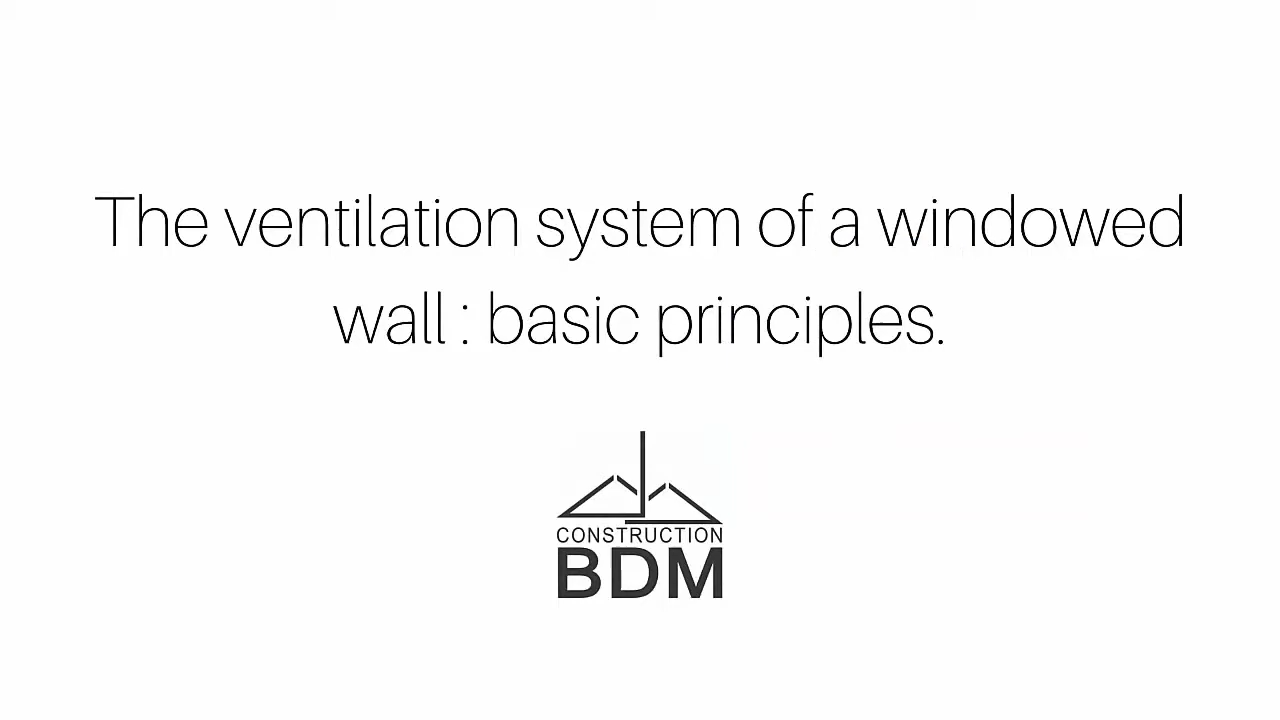 The ventilation system of a windowed
wall : basic principles.
CONSTRUCTION
BDM